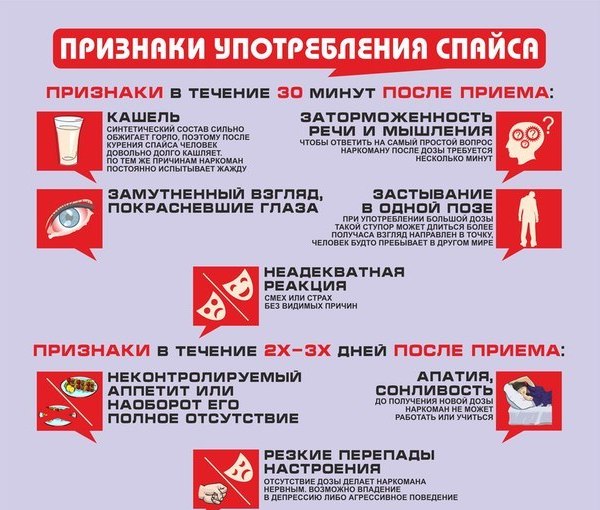 ПРИЗНАКИ УПОТРЕБЛЕНИЯ СПАЙСА
ПРИЗНАКИ В ТЕЧЕНИЕ 30 МИНУТ ПОСЛЕ ПРИЕМА:
КАШЕЛЬ
СИНТЕТИЧЕСКИЙ СОСТАВ СИЛЬНО
ОБЖИГАЕТ ГОРЛО, ПОЭТОМУ ПОСЛЕ
КУРЕНИЯ СПАЙСА ЧЕЛОВЕК
ДОВОЛЬНО ДОЛГО КАШЛЯЕТ.
ПО ТЕМ ЖЕ ПРИЧИНАМ НАРКОМАН
ПОСТОЯННО ИСПЫТЫВАЕТ ЖАЖДУ
ЗАТОРМОЖЕННОСТЬ
РЕЧИ И МЫШЛЕНИЯ
ЧТОБЫ ОТВЕТИТЬ НА САМЫЙ ПРОСТОЙ ВОПРОС
НАРКОМАНУ ПОСЛЕ ДОЗЫ ТРЕБУЕТСЯ
НЕСКОЛЬКО МИНУТ
?
? ? ?
ЗАМУТНЕННЫЙ ВЗГЛЯД,
ПОКРАСНЕВШИЕ ГЛАЗА
ЗАСТЫВАНИЕ
В ОДНОЙ ПОЗЕ
ПРИ УПОТРЕБЛЕНИИ БОЛЬШОЙ ДОЗЫ
ТАКОЙ СТУПОР МОЖЕТ ДЛИТЬСЯ БОЛЕЕ
ПОЛУЧАСА ВЗГЛЯД НАПРАВЛЕН В ТОЧКУ,
ЧЕЛОВЕК БУДТО ПРЕБЫВАЕТ В ДРУГОМ МИРЕ
НЕАДЕКВАТНАЯ
РЕАКЦИЯ
СМЕХ ИЛИ СТРАХ
БЕЗ ВИДИМЫХ ПРИЧИН
ПРИЗНАКИ В ТЕЧЕНИЕ 2Х-3Х ДНЕЙ ПОСЛЕ ПРИЕМА:
НЕКОНТРОЛИРУЕМЫЙ
АППЕТИТ ИЛИ
НАОБОРОТ ЕГО
ПОЛНОЕ ОТСУТСТВИЕ
АПАТИЯ,
СОНЛИВОСТЬ
ДО ПОЛУЧЕНИЯ НОВОЙ ДОЗЫ
НАРКОМАН НЕ МОЖЕТ
РАБОТАТЬ ИЛИ УЧИТЬСЯ
РЕЗКИЕ ПЕРЕПАДЫ
НАСТРОЕНИЯ
ОТСУТСТВИЕ ДОЗЫ ДЕЛАЕТ НАРКОМАНА
НЕРВНЫМ. ВОЗМОЖНО ВПАДЕНИЕ
В ДЕПРЕССИЮ ЛИБО АГРЕССИВНОЕ ПОВЕДЕНИЕ